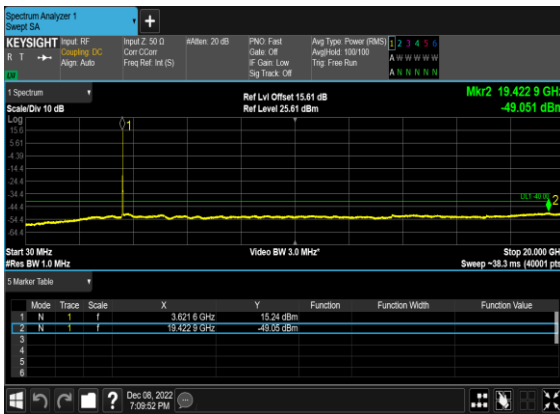 Spectrum Analyzer 1
Swept SA
+
KEYSIGHT Input: RF Input Z: 50 Ω #Atten: 20 dB PNO: Fast Avg Type: Power (RMS) 1 2 3 4 5 6
R T Coupling: DC Corr CCorr Gate: Off Avg|Hold: 100/100 A W W W W W
Align: Auto Freq Ref: Int (S) IF Gain: Low Trig: Free Run
Sig Track: Off A N N N N N
1 Spectrum
Ref Lvl Offset 15.61 dB Mkr2 19.422 9 GHz
Scale/Div 10 dB Ref Level 25.61 dBm -49.051 dBm
Log
15.6
5.61
-4.39
-14.4
-24.4
-34.4
-44.4
-54.4
-64.4
1
DL1 -40.00
2
Start 30 MHz Video BW 3.0 MHz* Stop 20.000 GH
#Res BW 1.0 MHz Sweep ~38.3 ms (40001 pts
5 Marker Table
Mode Trace Scale X Y Function Function Width Function Value
1 N 1 f 3.621 6 GHz 15.24 dBm
2 N 1 f 19.422 9 GHz -49.05 dBm
3
4
5
6
? Dec 08, 2022
7:09:52 PM